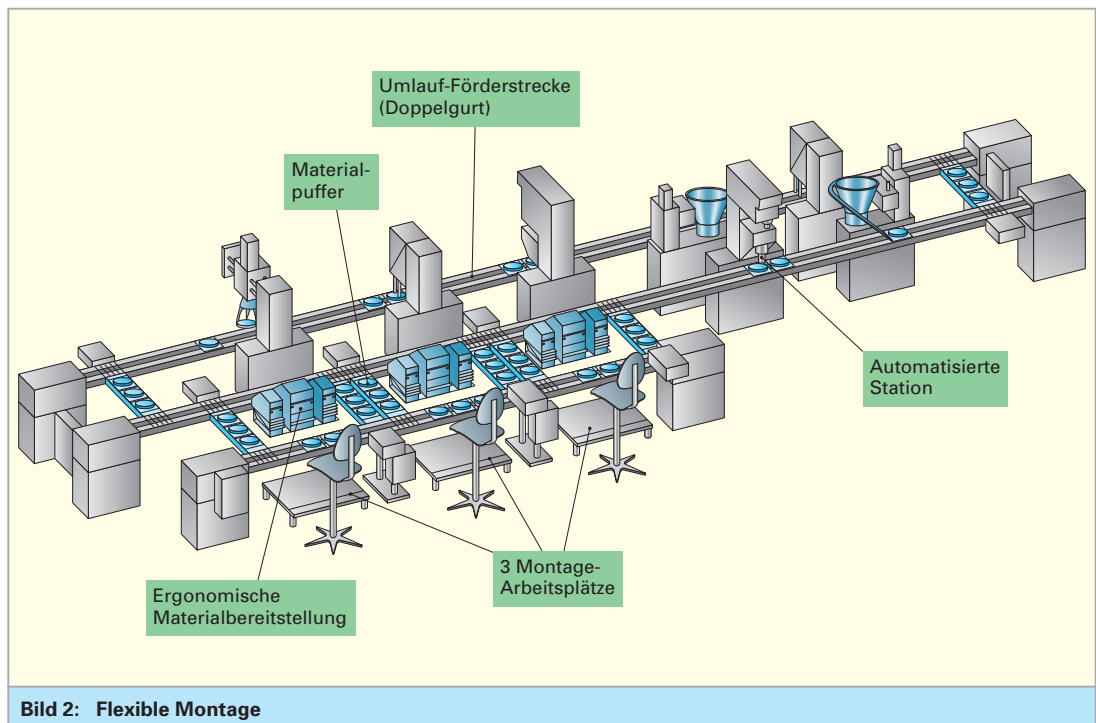 Umlauf-Förderstrecke
(Doppelgurt)
Material-
puffer
Automatisierte
Station
3 Montage-
Arbeitsplätze
Ergonomische
Materialbereitstellung
Bild 2: Flexible Montage